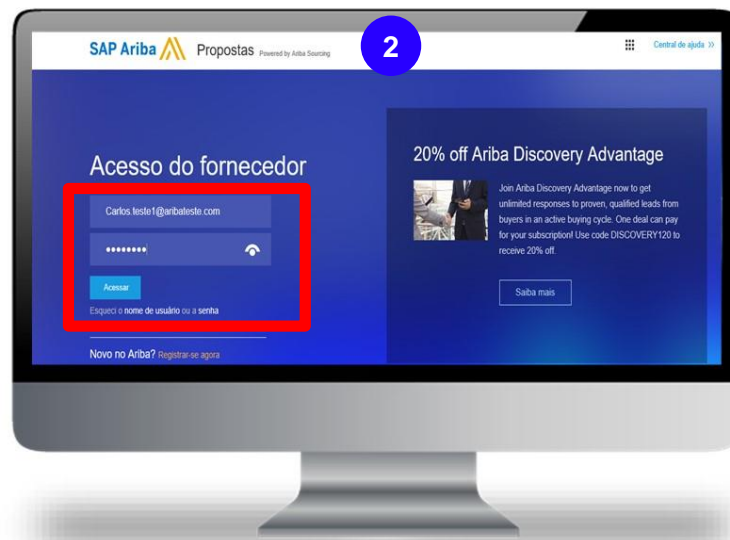 SAP Ariba Propostas Powered by Ariba Sourcing
2
Central de ajuda »
Acesso do fornecedor
Carlos.teste1@aribateste.com
••••••••
Acessar
Esqueci o nome de usuário ou a senha
Novo no Ariba? Registrar-se agora
20% off Ariba Discovery Advantage
Join Ariba Discovery Advantage now to get
unlimited responses to proven, qualified leads from
buyers in an active buying cycle. One deal can pay
for your subscription! Use code DISCOVERY120 to
receive 20% off.
Saiba mais